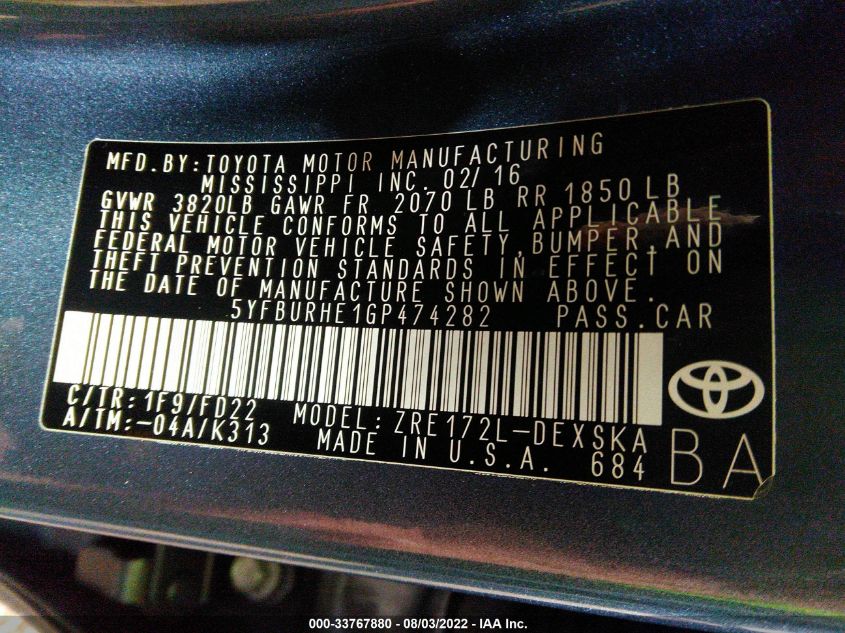 MFD.BY:TOYOTA MOTOR MANUFACTURING
MISSISSIPPI INC. 02/16
GVWR 3820LB GAWR FR 2070 LB RR 1850 LB
THIS VEHICLE CONFORMS TO ALL APPLICABLE
FEDERAL MOTOR VEHICLE SAFETY,BUMPER,AND
THEFT PREVENTION STANDARDS IN EFFECT ON
THE DATE OF MANUFACTURE SHOWN ABOVE.
5YFBURHE1GP474282 PASS.CAR
C/TR:1F9/FD22 MODEL:ZRE172L-DEXSKA
A/TM:-04A/K313 MADE IN U.S.A. 684
BA
000-33767880 - 08/03/2022 - IAA Inc.